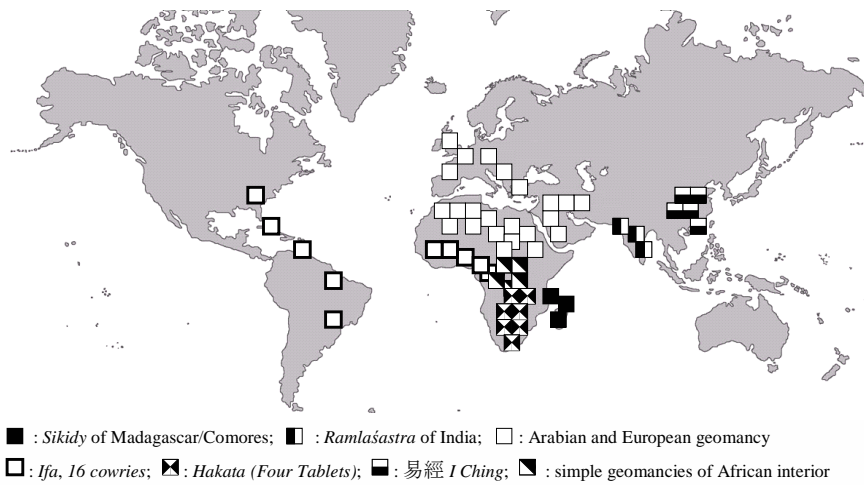 : Sikidy of Madagascar/Comores; : Ramlaśastra of India; : Arabian and European geomancy
: Ifa, 16 cowries; : Hakata (Four Tablets); : 易經 I Ching; : simple geomancies of African interior